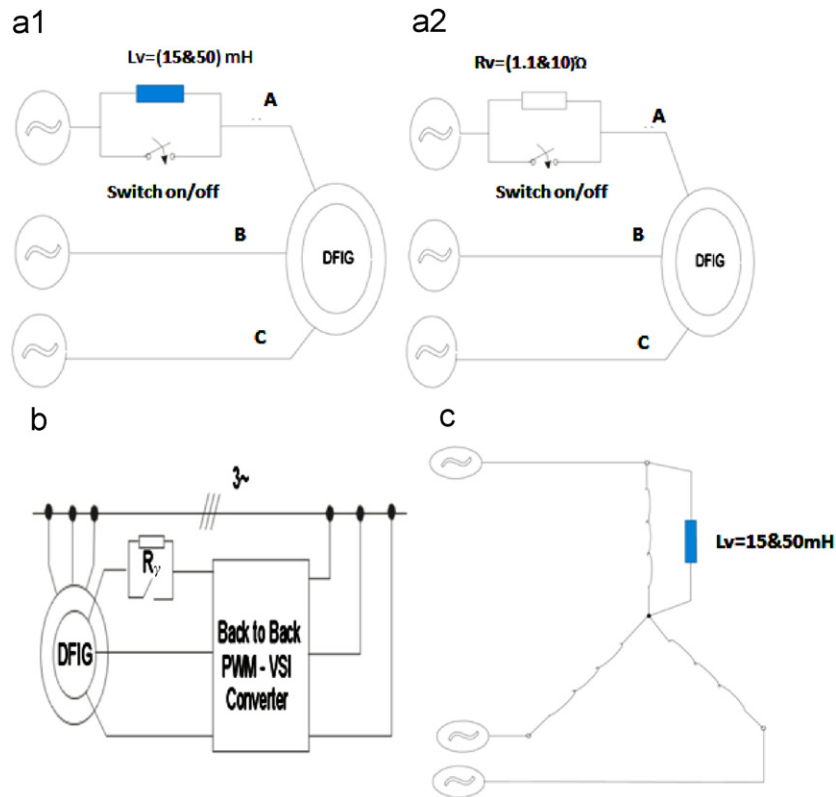 a1
Lv=(15&50) mH
A
Switch on/off
B
DFIG
C
a2
Rv=(1.1&10)Ω
A
Switch on/off
B
DFIG
C
b
3~
Rγ
DFIG
Back to Back
PWM - VSI
Converter
c
Lv=15&50mH